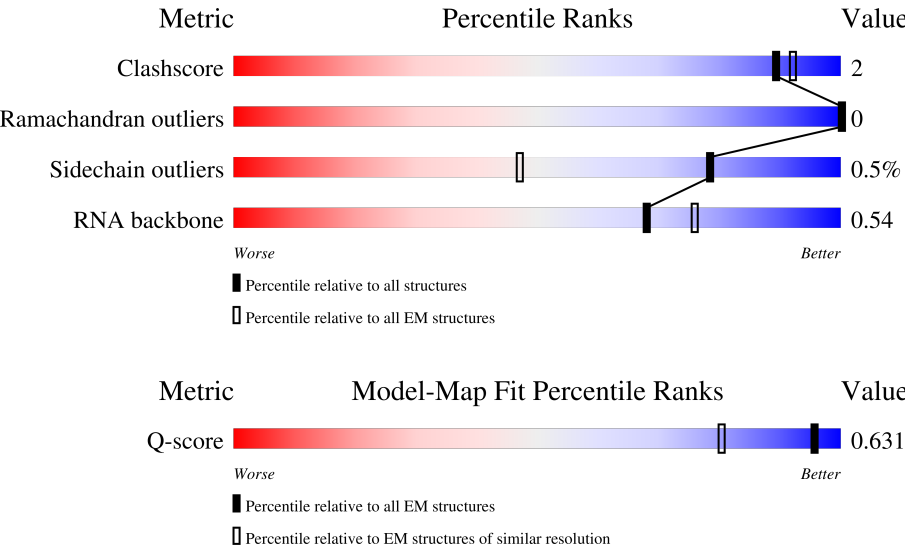 Metric Percentile Ranks Value
Clashscore 2
Ramachandran outliers 0
Sidechain outliers 0.5%
RNA backbone 0.54
Worse Better
Percentile relative to all structures
Percentile relative to all EM structures
Metric Model-Map Fit Percentile Ranks Value
Q-score 0.631
Worse Better
Percentile relative to all EM structures
Percentile relative to EM structures of similar resolution